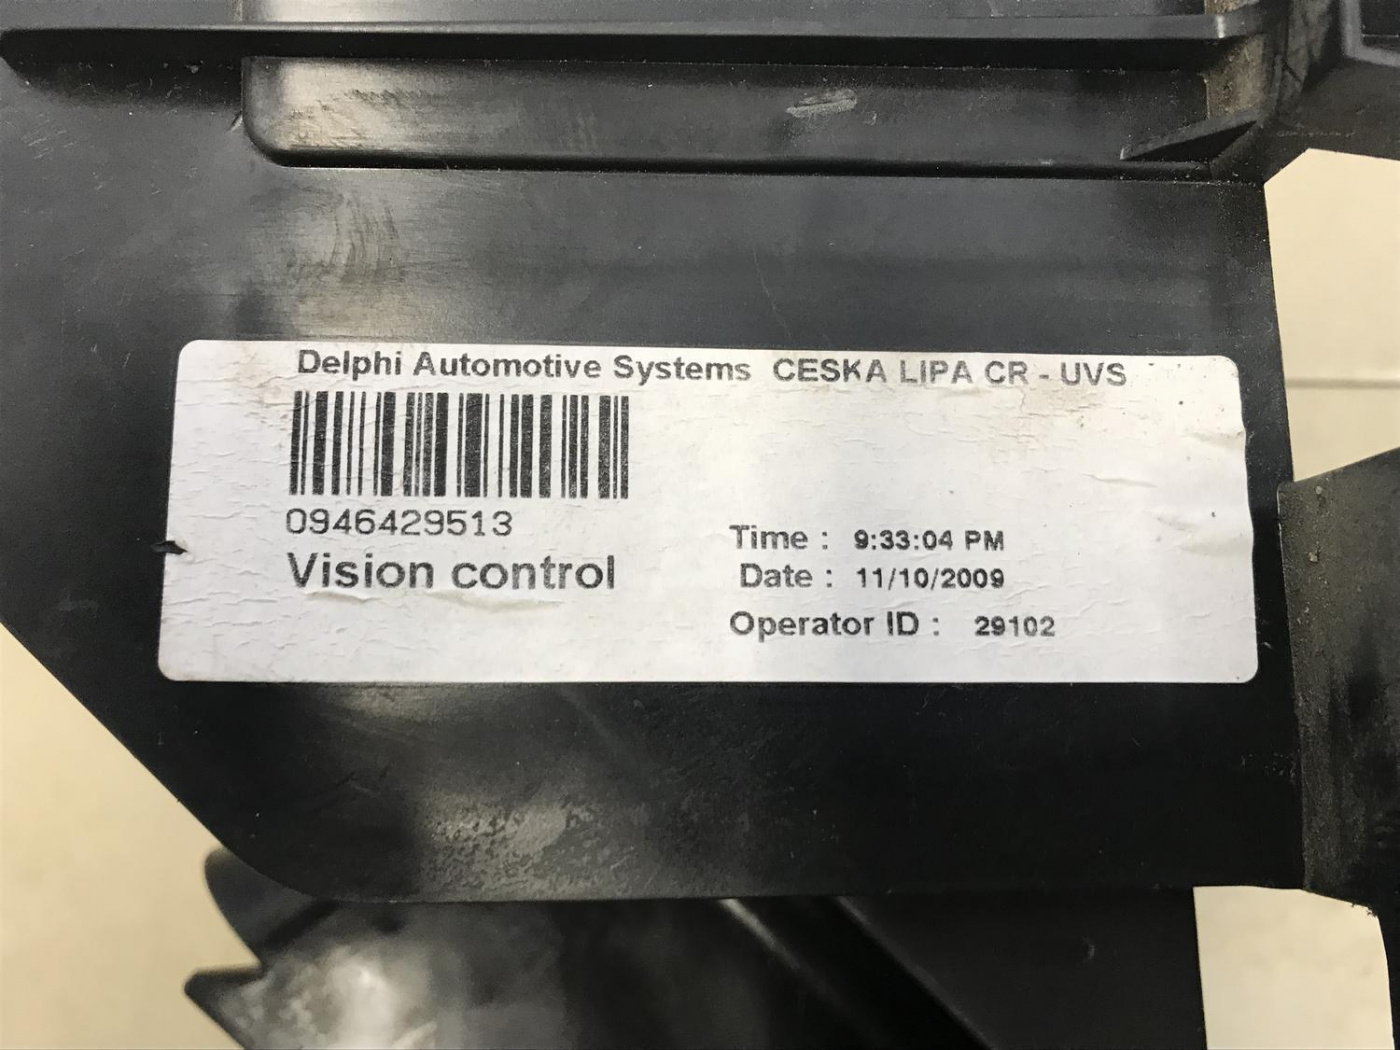 Delphi Automotive Systems CESKA LIPA CR - UVS
0946429513
Vision control
Time : 9:33:04 PM
Date : 11/10/2009
Operator ID : 29102